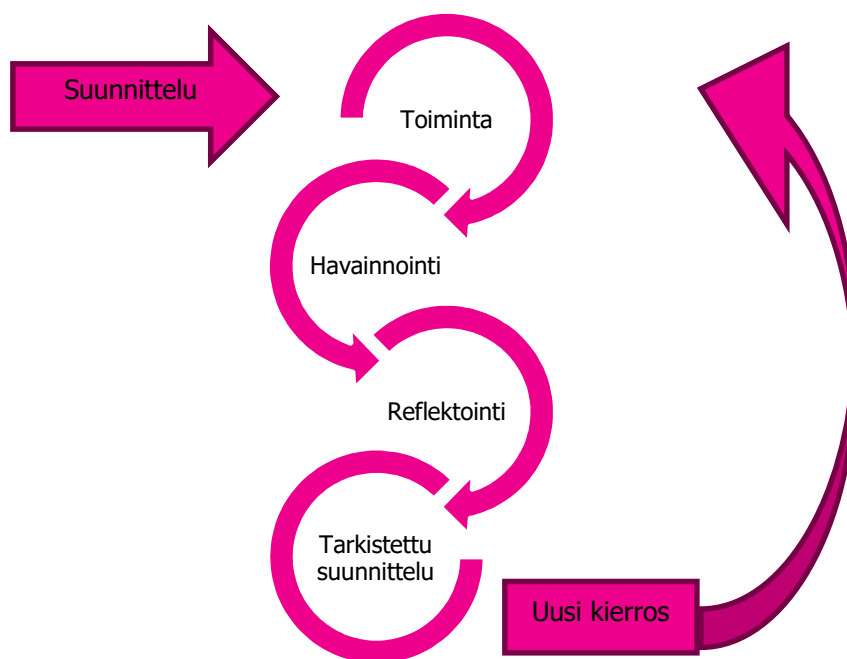 Suunnittelu
Toiminta
Havainnointi
Reflektointi
Tarkistettu
suunnittelu
Uusi kierros